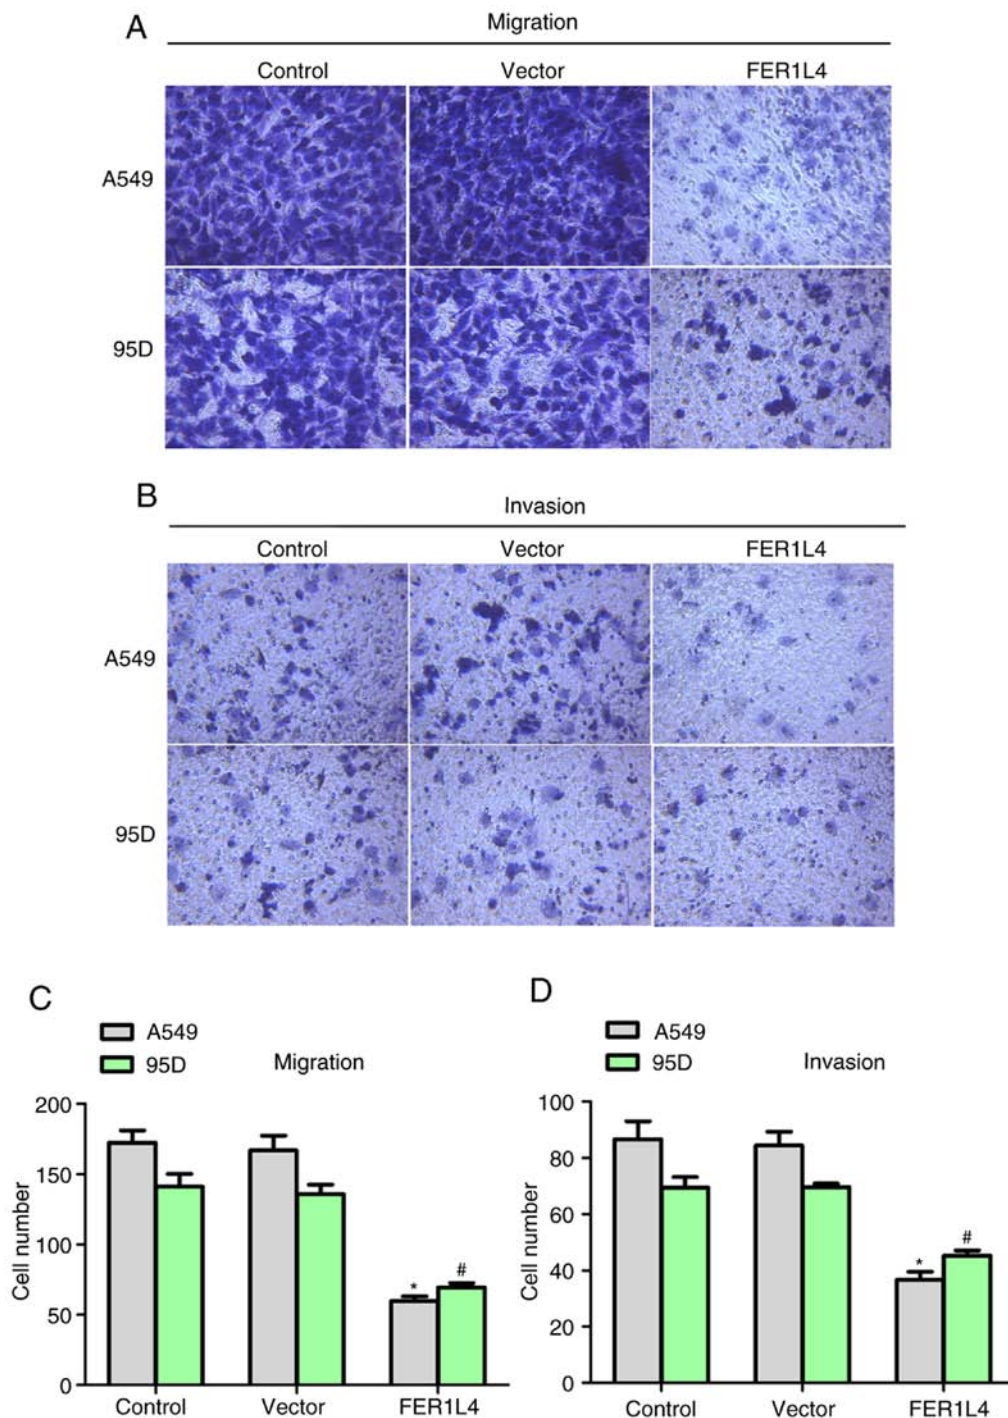 A
Migration
Control Vector FER1L4
A549
95D
B
Invasion
Control Vector FER1L4
A549
95D
C
A549
95D
Migration
200
150
100
50
0
Cell number
*
#
Control Vector FER1L4
D
A549
95D
Invasion
100
80
60
40
20
0
Cell number
*
#
Control Vector FER1L4